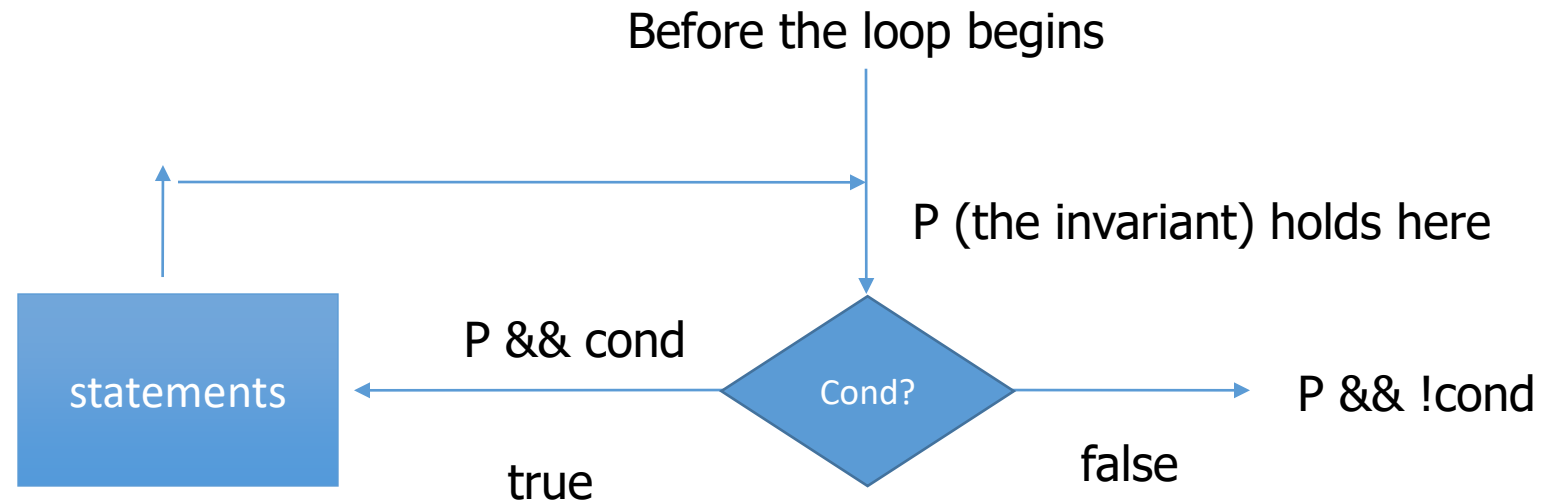 Before the loop begins
P (the invariant) holds here
P && cond
statements
Cond?
P && !cond
true
false